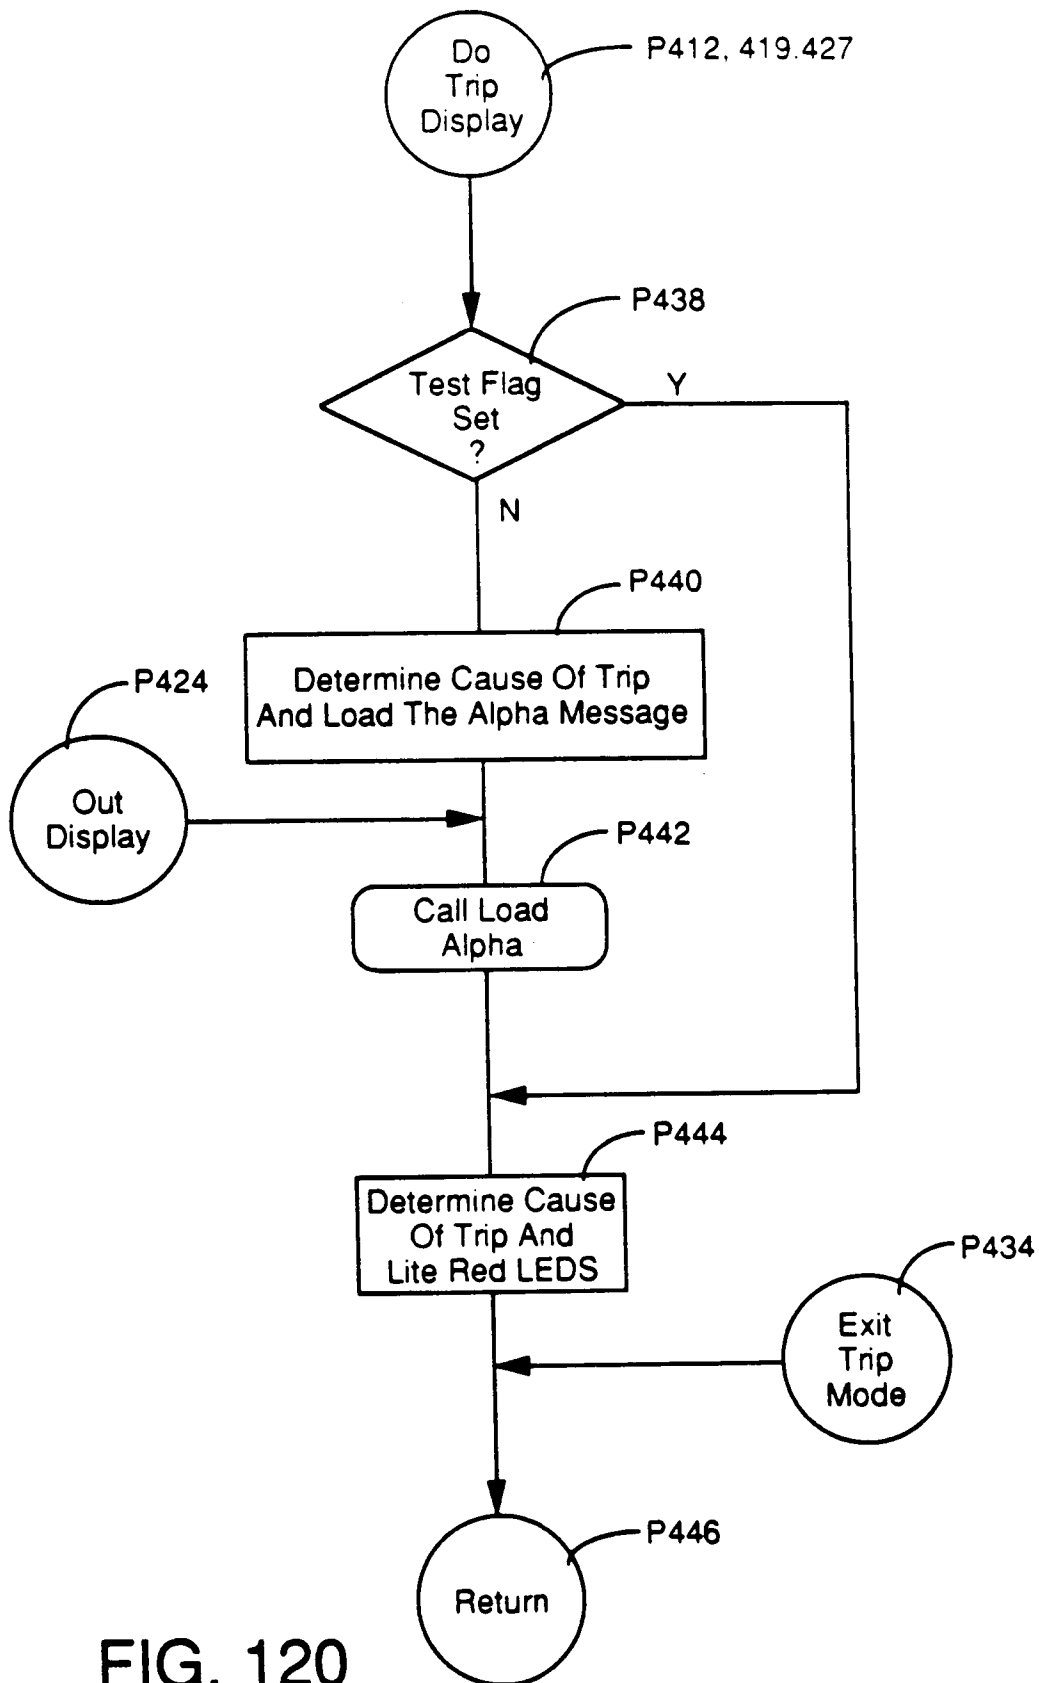 Do
Trip
Display
P412, 419.427
P438
Test Flag
Set
?
Y
N
P440
Determine Cause Of Trip
And Load The Alpha Message
P424
Out
Display
P442
Call Load
Alpha
P444
Determine Cause
Of Trip And
Lite Red LEDS
P434
Exit
Trip
Mode
P446
Return
FIG. 120